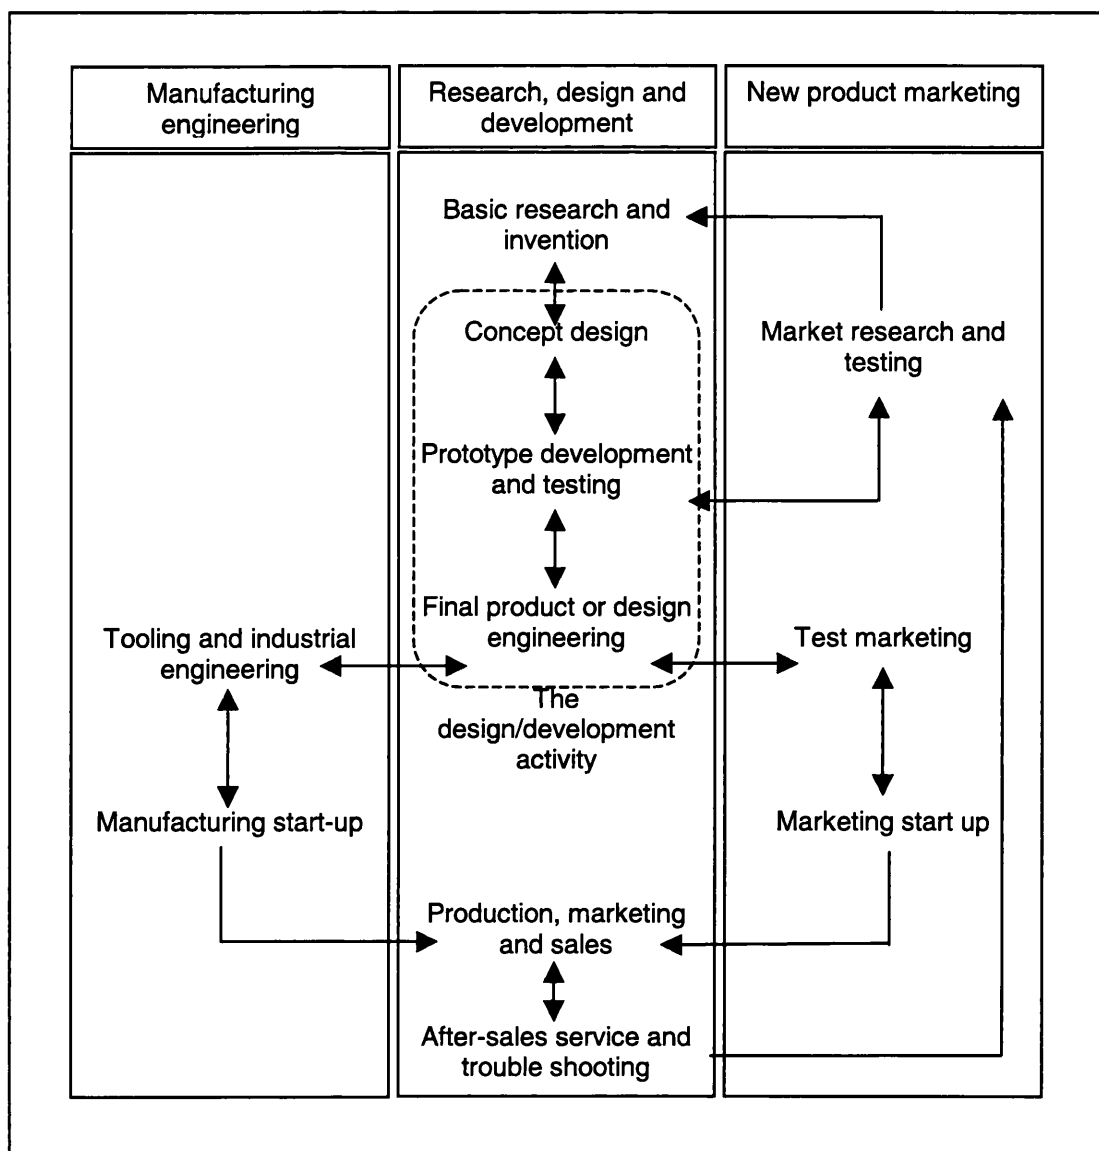 Manufacturing
engineering
Research, design and
development
New product marketing
Basic research and
invention
Concept design
Market research and
testing
Prototype development
and testing
Final product or design
engineering
Tooling and industrial
engineering
Test marketing
The
design/development
activity
Manufacturing start-up
Marketing start up
Production, marketing
and sales
After-sales service and
trouble shooting